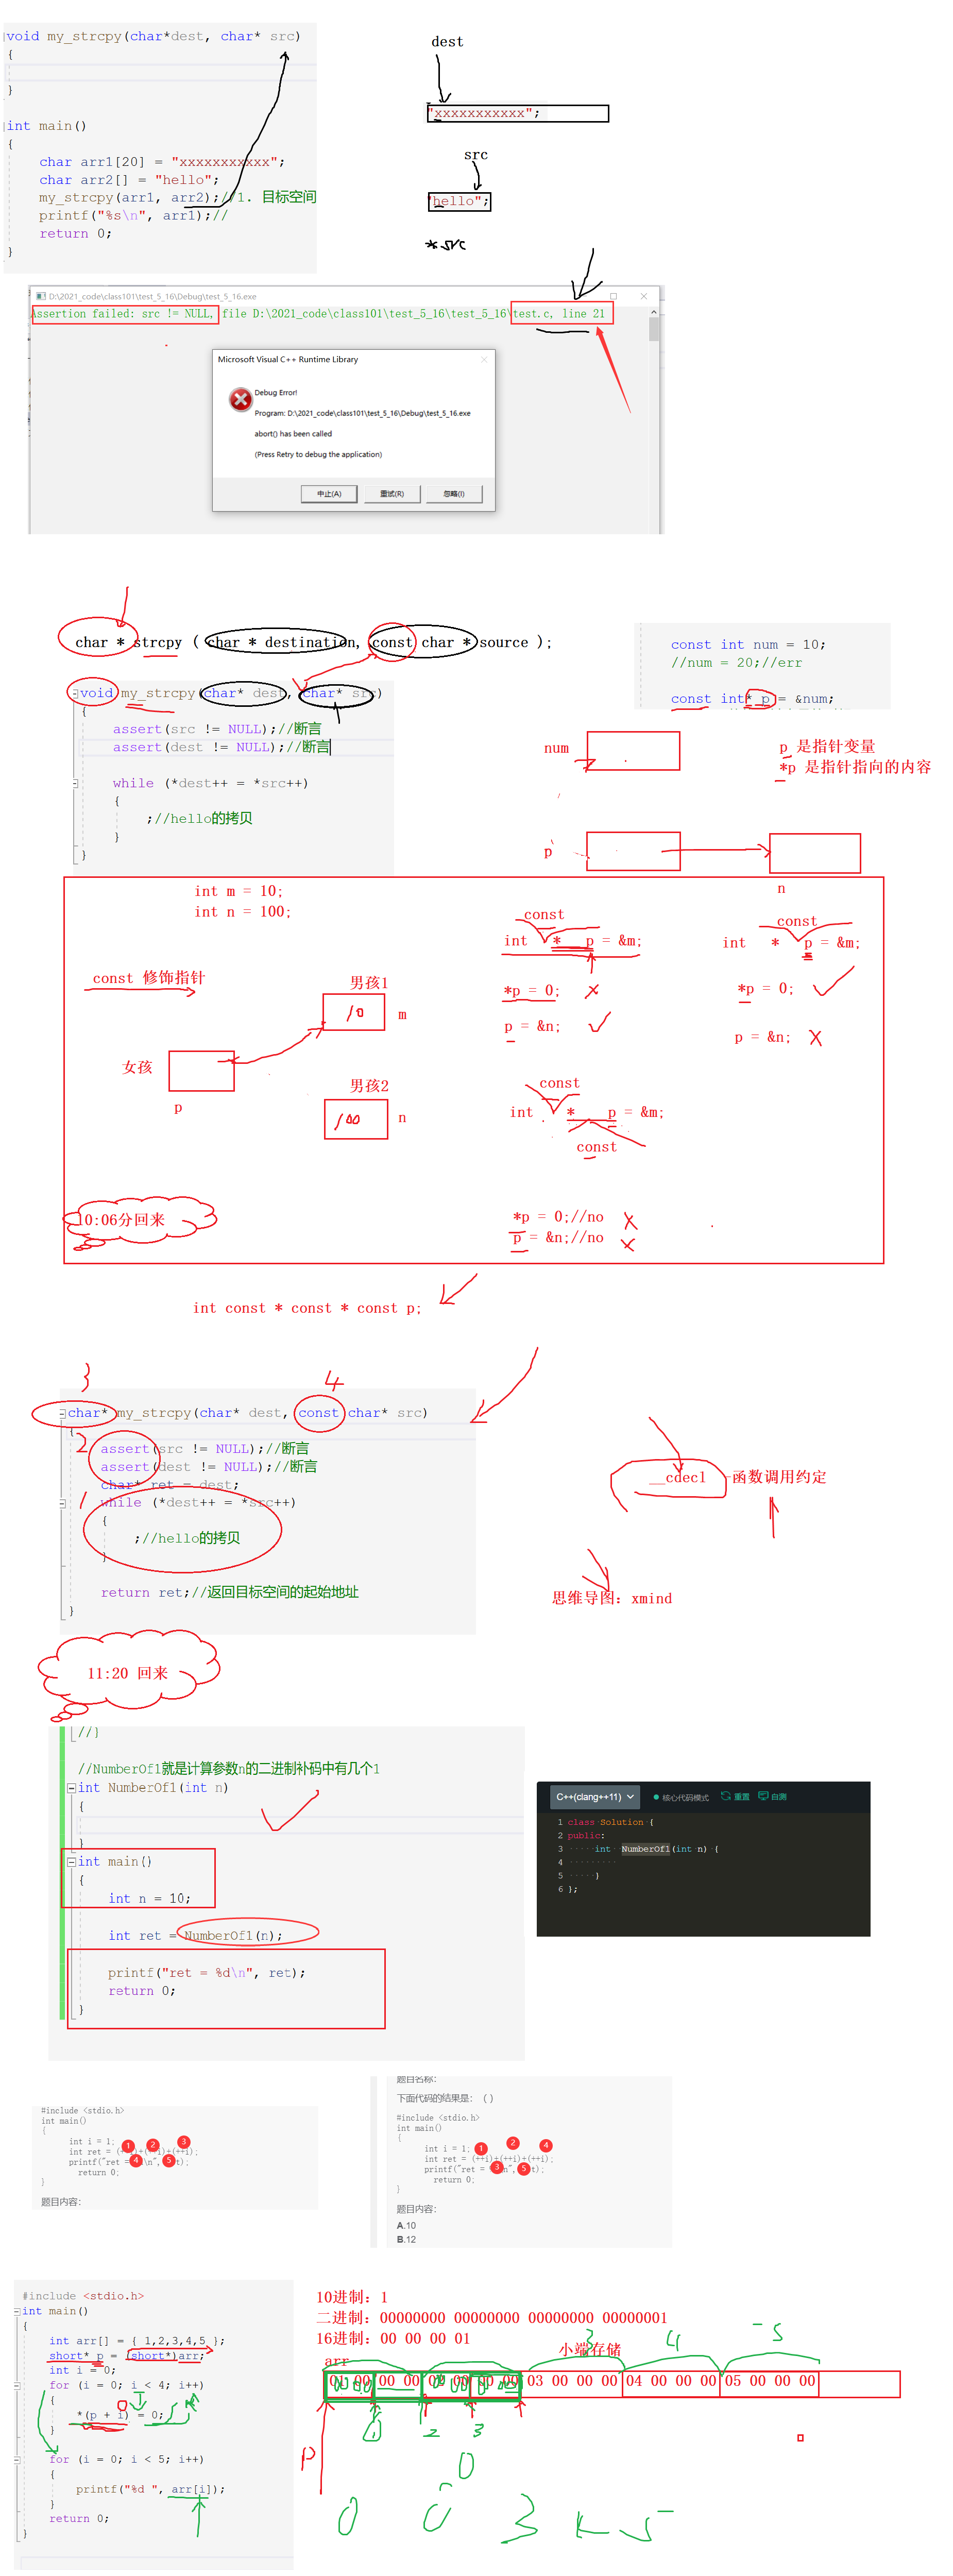 void my_strcpy(char*dest, char* src)
{
}
int main()
{
char arr1[20] = "xxxxxxxxxxx";
char arr2[] = "hello";
my_strcpy(arr1, arr2);//1. 目标空间
printf("%s\n", arr1);//
return 0;
}
dest
"xxxxxxxxxxx";
src
"hello";
*src
D:\2021_code\class101\test_5_16\Debug\test_5_16.exe
Assertion failed: src != NULL, file D:\2021_code\class101\test_5_16\test_5_16\test.c, line 21
Microsoft Visual C++ Runtime Library
Debug Error!
Program: D:\2021_code\class101\test_5_16\Debug\test_5_16.exe
abort() has been called
(Press Retry to debug the application)
中止(A) 重试(R) 忽略(I)
char * strcpy ( char * destination, const char * source );
void my_strcpy(char* dest, char* src)
{
assert(src != NULL);//断言
assert(dest != NULL);//断言
while (*dest++ = *src++)
{
;//hello的拷贝
}
}
const int num = 10;
//num = 20;//err
const int* p = &num;
num
p 是指针变量
*p 是指针指向的内容
p
n
int m = 10;
int n = 100;
const 修饰指针
男孩1
10
m
女孩
p
男孩2
100
n
const
int * p = &m;
*p = 0;
p = &n;
const
int * p = &m;
*p = 0;
p = &n;
const
int * p = &m;
const
*p = 0;//no
p = &n;//no
10:06分回来
int const * const * const p;
3
4
char* my_strcpy(char* dest, const char* src)
{
2
assert(src != NULL);//断言
assert(dest != NULL);//断言
char* ret = dest;
1
while (*dest++ = *src++)
{
;//hello的拷贝
}
return ret;//返回目标空间的起始地址
}
__cdecl -函数调用约定
思维导图：xmind
11:20 回来
//}
//NumberOf1就是计算参数n的二进制补码中有几个1
int NumberOf1(int n)
{
}
int main()
{
int n = 10;
int ret = NumberOf1(n);
printf("ret = %d\n", ret);
return 0;
}
C++(clang++11) 核心代码模式 重置 自测
1 class Solution {
2 public:
3 int NumberOf1(int n) {
4
5 }
6 };
#include <stdio.h>
int main()
{
int i = 1;
int ret = (++i)+(++i)+(++i);
return 0;
}
题目内容：
1 2 3 4 5
题目名称：
下面代码的结果是：（ ）
#include <stdio.h>
int main()
{
int i = 1;
int ret = (++i)+(++i)+(++i);
return 0;
}
题目内容：
A.10
B.12
1 2 4 3 5
#include <stdio.h>
int main()
{
int arr[] = { 1,2,3,4,5 };
short* p = (short*)arr;
int i = 0;
for (i = 0; i < 4; i++)
{
*(p + i) = 0;
}
for (i = 0; i < 5; i++)
{
printf("%d ", arr[i]);
}
return 0;
}
10进制：1
二进制：00000000 00000000 00000000 00000001
16进制：00 00 00 01
小端存储
arr
03 00 00 00 04 00 00 00 05 00 00 00
3 4 5
p
2 3
0
0 0 3 4 5